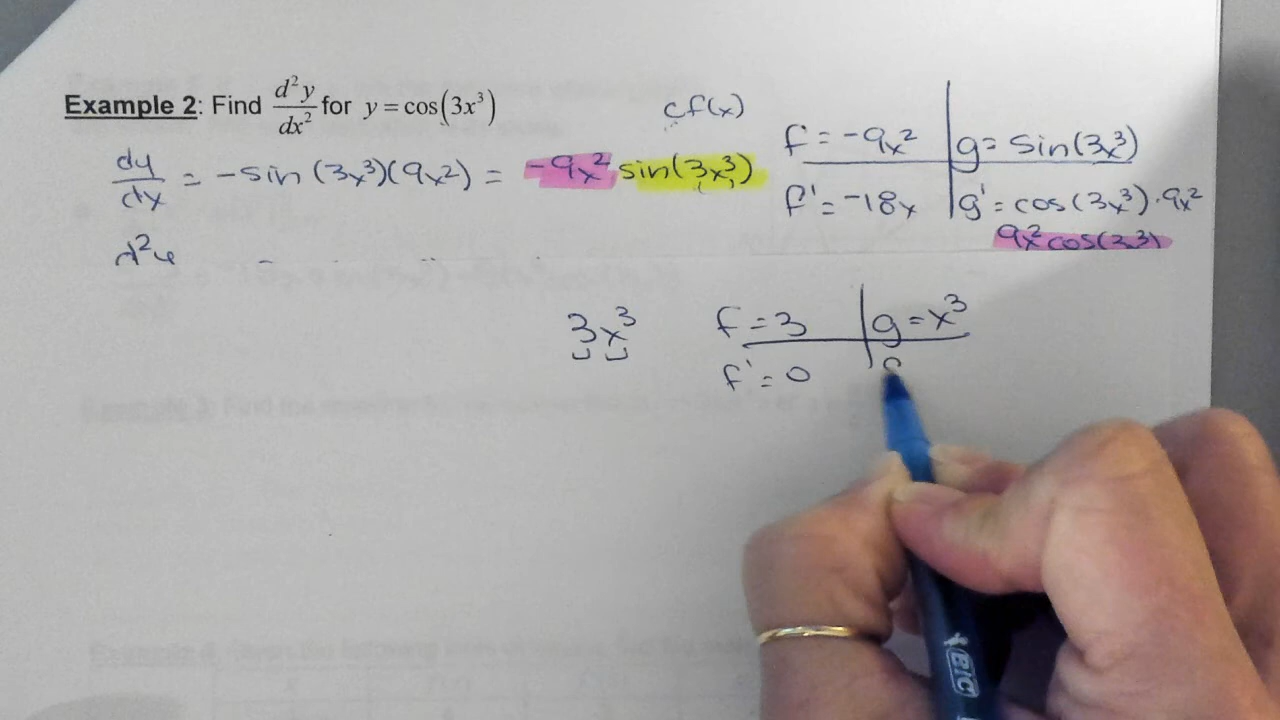 Example 2: Find d²y/dx² for y = cos(3x³)
cf(x)
f = -9x² | g = sin(3x³)
dy/dx = -sin(3x³)(9x²) = -9x² sin(3x³)
f' = -18x | g' = cos(3x³)·9x²
9x² cos(3x³)
d²y
3x³
f = 3 | g = x³
f' = 0
BIC